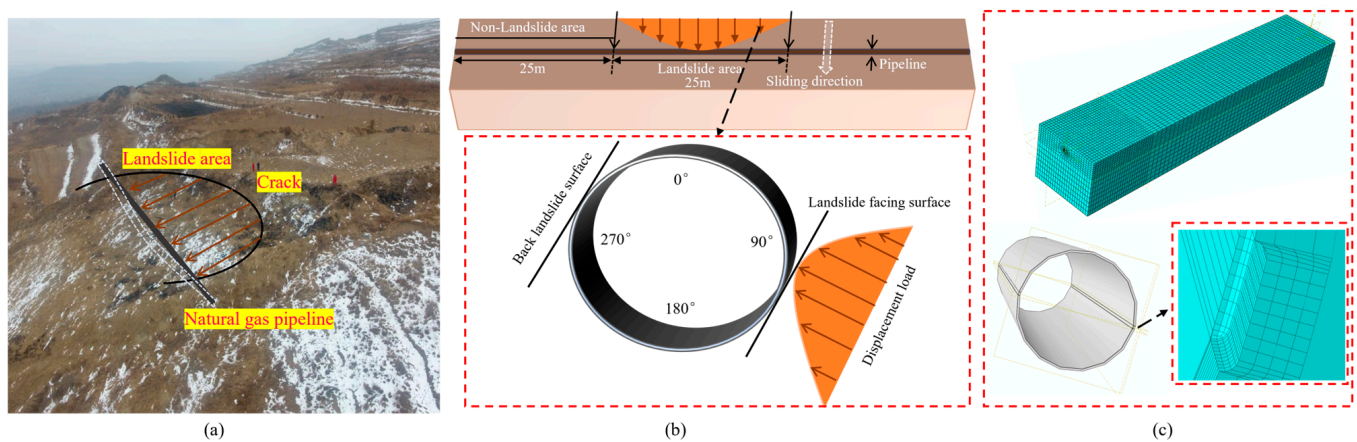 Landslide area
Crack
Natural gas pipeline
(a)
Non-Landslide area
25m
Landslide area
25m
Sliding direction
Pipeline
Back landslide surface
0°
270°
90°
180°
Landslide facing surface
Displacement load
(b)
(c)